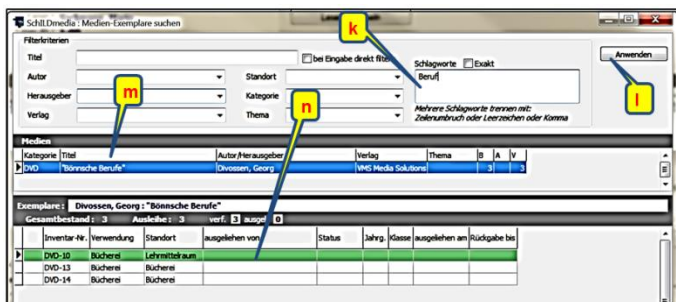 SchILDmedia : Medien-Exemplare suchen
Filterkriterien
Titel
bei Eingabe direkt filte
Autor
Standort
Herausgeber
Kategorie
Verlag
Thema
Schlagworte Exakt
Beruf
Mehrere Schlagworte trennen mit:
Zeilenumbruch oder Leerzeichen oder Komma
Anwenden
k
l
m
n
Medien
Kategorie Titel Autor/Herausgeber Verlag Thema B A V
DVD "Bönnsche Berufe" Divossen, Georg VMS Media Solutions 3 3
Exemplare : Divossen, Georg : "Bönnsche Berufe"
Gesamtbestand : 3 Ausleihe : 3 verf. 3 ausgel 0
Inventar-Nr. Verwendung Standort ausgeliehen von Status Jahrg. Klasse ausgeliehen am Rückgabe bis
DVD-10 Bücherei Lehrmittelraum
DVD-13 Bücherei Bücherei
DVD-14 Bücherei Bücherei